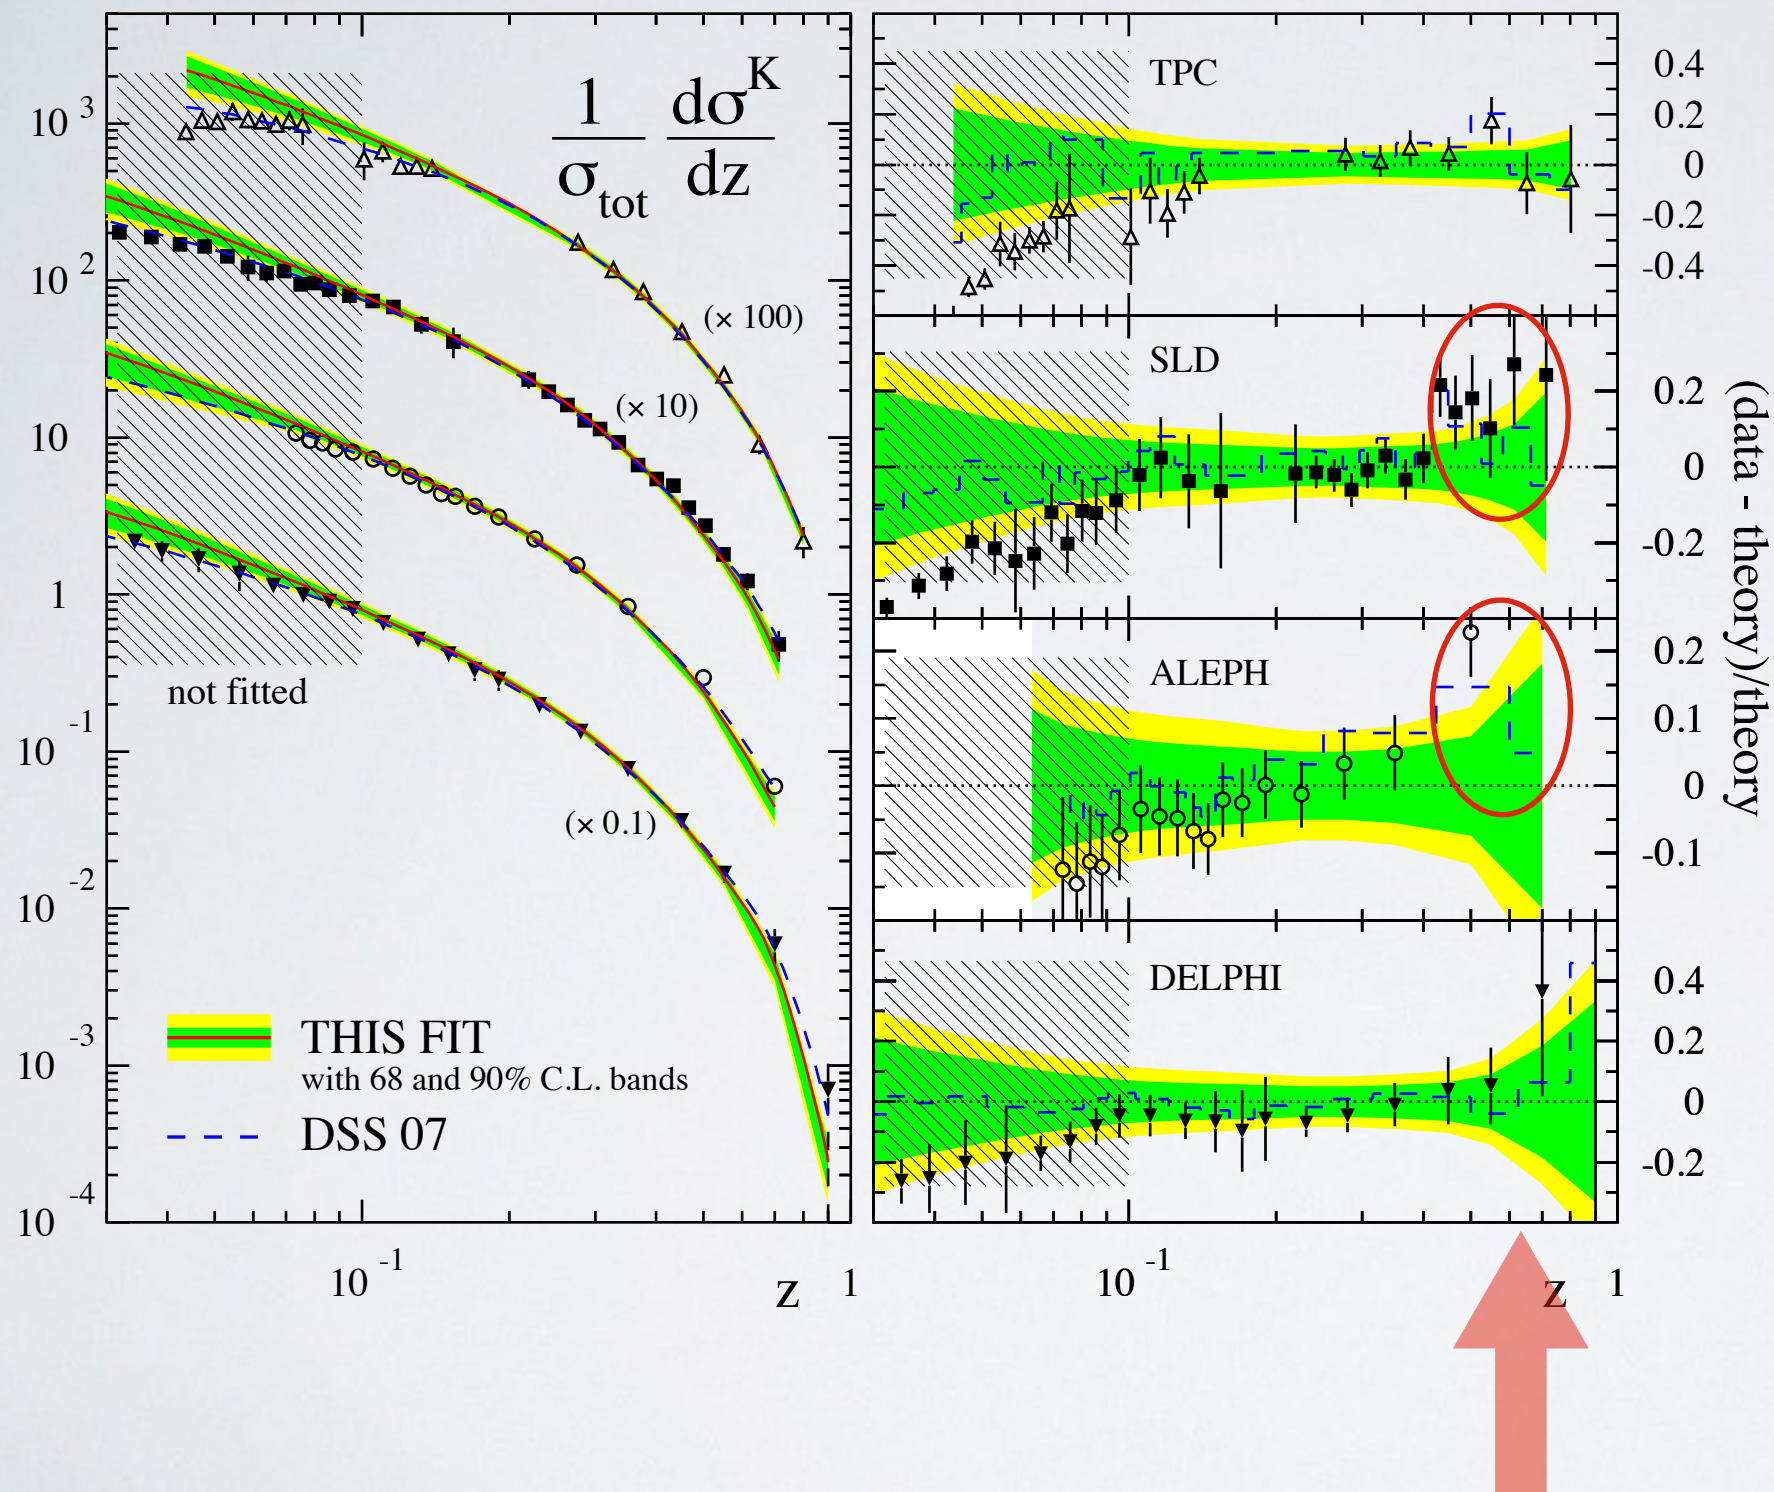 10 3
10 2
10
1
10 -1
10 -2
10 -3
10 -4
1 dσK
σtot dz
(× 100)
(× 10)
not fitted
(× 0.1)
THIS FIT
with 68 and 90% C.L. bands
DSS 07
10 -1
z
1
TPC
0.4
0.2
0
-0.2
-0.4
SLD
0.2
0
-0.2
ALEPH
0.2
0.1
0
-0.1
DELPHI
0.4
0.2
0
-0.2
(data - theory)/theory
10 -1
z
1